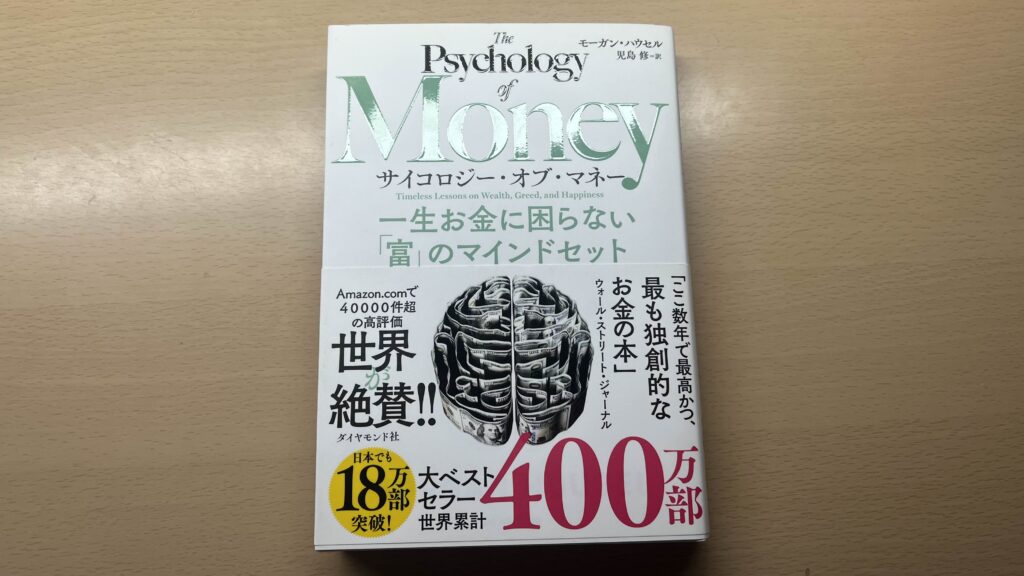 The
Psychology
of
Money
モーガン・ハウセル
児島 修―訳
サイコロジー・オブ・マネー
Timeless Lessons on Wealth, Greed, and Happiness
一生お金に困らない
「富」のマインドセット
「ここ数年で最高かつ、
最も独創的な
お金の本」
ウォール・ストリート・ジャーナル
Amazon.comで
40000件超
の高評価
世界
が
絶賛!!
ダイヤモンド社
日本でも
18万部
突破!
大ベスト
セラー
世界累計
400万部